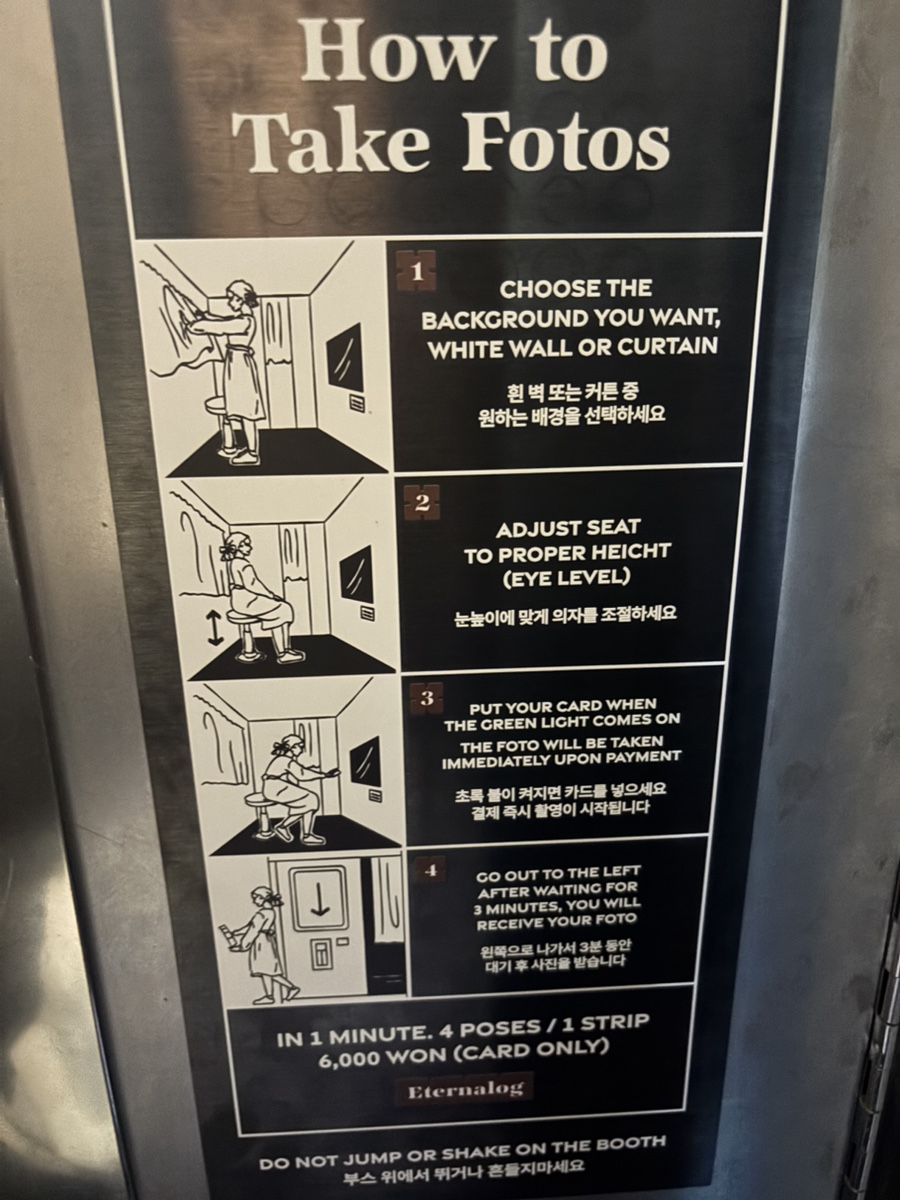 How to
Take Fotos
1
CHOOSE THE
BACKGROUND YOU WANT,
WHITE WALL OR CURTAIN
흰 벽 또는 커튼 중
원하는 배경을 선택하세요
2
ADJUST SEAT
TO PROPER HEICHT
(EYE LEVEL)
눈높이에 맞게 의자를 조절하세요
3
PUT YOUR CARD WHEN
THE GREEN LIGHT COMES ON
THE FOTO WILL BE TAKEN
IMMEDIATELY UPON PAYMENT
초록 불이 켜지면 카드를 넣으세요
결제 즉시 촬영이 시작됩니다
4
GO OUT TO THE LEFT
AFTER WAITING FOR
3 MINUTES, YOU WILL
RECEIVE YOUR FOTO
왼쪽으로 나가서 3분 동안
대기 후 사진을 받습니다
IN 1 MINUTE. 4 POSES / 1 STRIP
6,000 WON (CARD ONLY)
Eternalog
DO NOT JUMP OR SHAKE ON THE BOOTH
부스 위에서 뛰거나 흔들지마세요